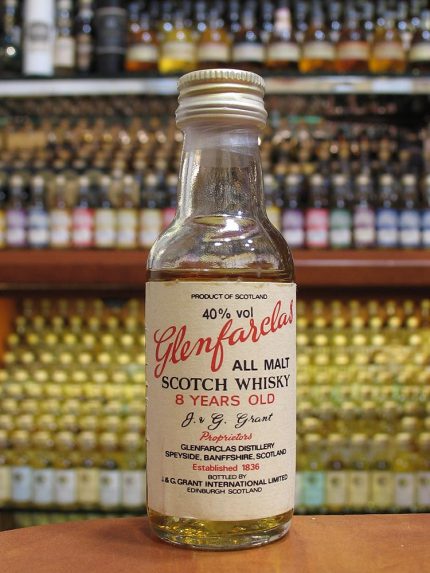 PRODUCT OF SCOTLAND
40% vol
Glenfarclas
ALL MALT
SCOTCH WHISKY
8 YEARS OLD
J. & G. Grant
Proprietors
GLENFARCLAS DISTILLERY
SPEYSIDE, BANFFSHIRE, SCOTLAND
Established 1836
BOTTLED BY
J. & G. GRANT INTERNATIONAL LIMITED
EDINBURGH SCOTLAND